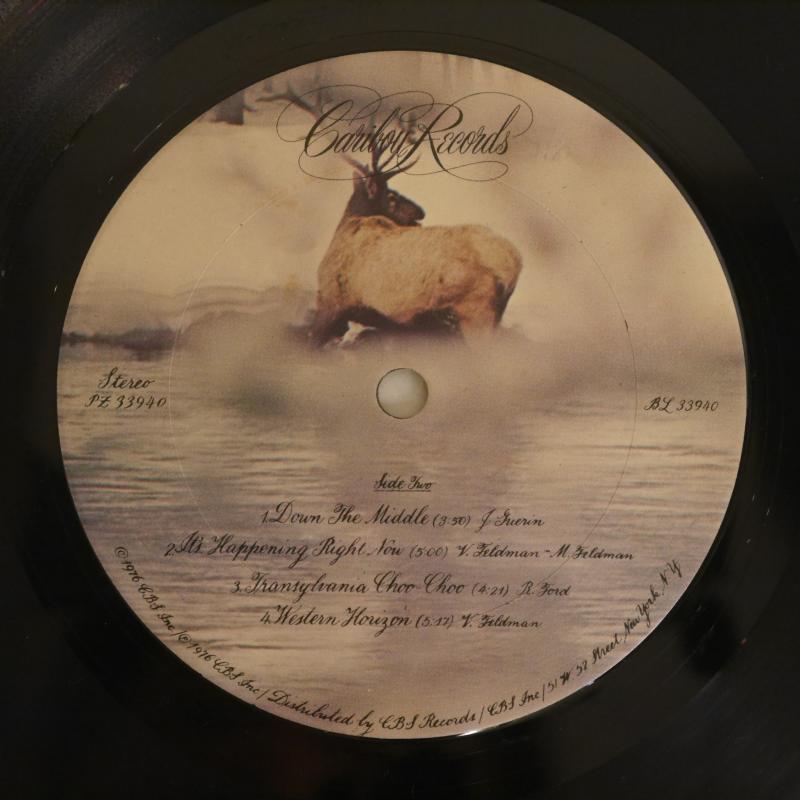 Cariboy Records
Stereo
PZ 33940
BL 33940
Side Two
1. Down The Middle (3:50) J. Guerin
2. It's Happening Right Now (5:00) V. Feldman - M. Feldman
3. Transylvania Choo-Choo (4:21) R. Ford
4. Western Horizon (5:17) V. Feldman
©1976 CBS Inc/℗1976 CBS Inc/Distributed by CBS Records/CBS Inc/51 W 52 Street, New York, N.Y.